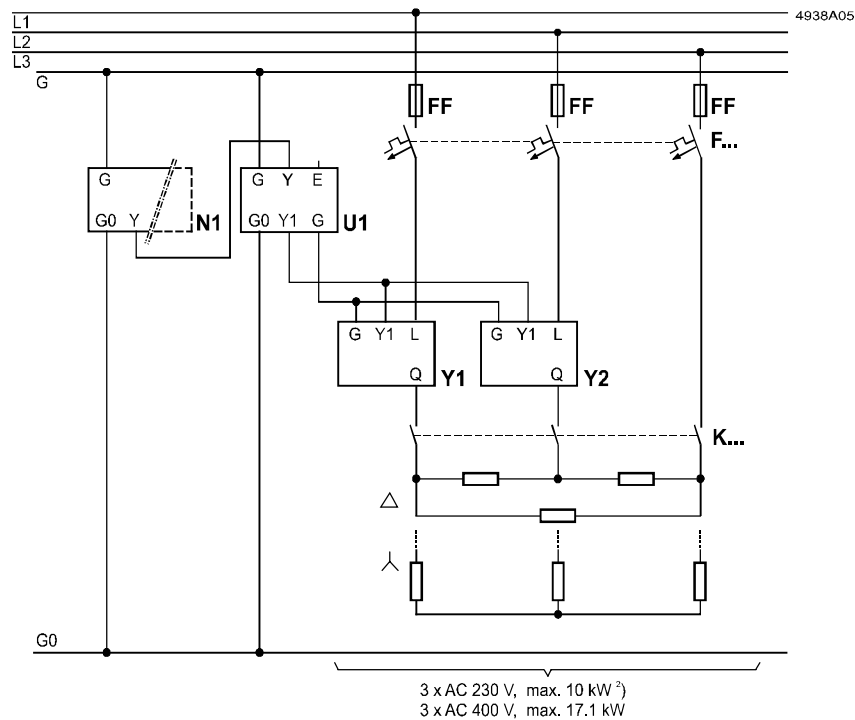 4938A05
L1
L2
L3
G
FF FF FF
F...
G G Y E
G0 Y N1 G0 Y1 G U1
G Y1 L G Y1 L
Q Y1 Q Y2
K...
G0
3 x AC 230 V, max. 10 kW ²)
3 x AC 400 V, max. 17.1 kW